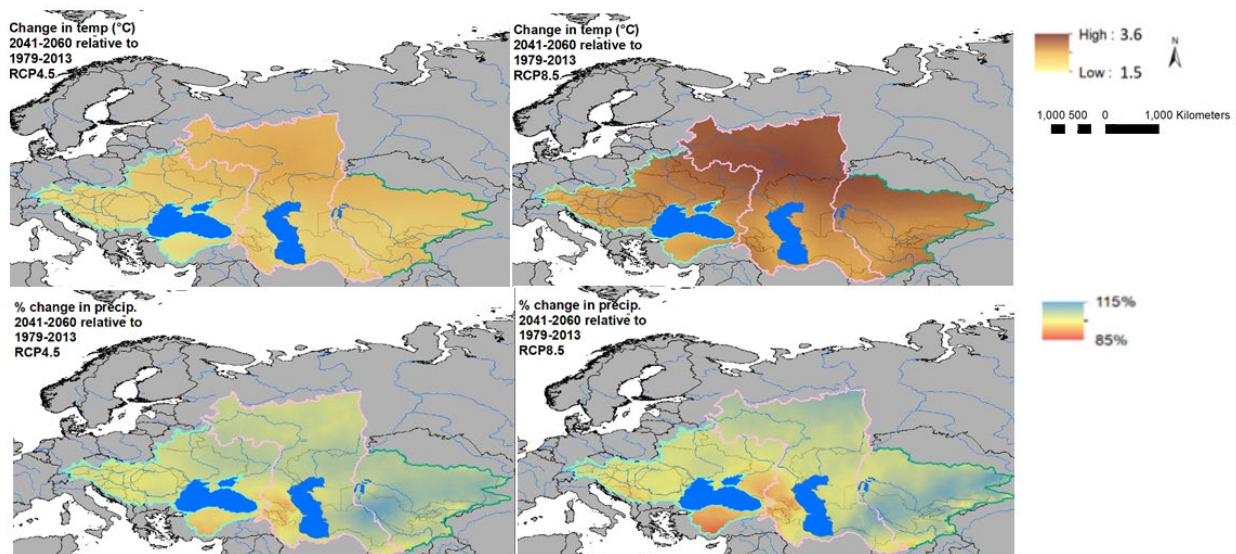 Change in temp (°C)
2041-2060 relative to
1979-2013
RCP4.5
Change in temp (°C)
2041-2060 relative to
1979-2013
RCP8.5
High : 3.6
Low : 1.5
N
1,000 500 0 1,000 Kilometers
% change in precip.
2041-2060 relative to
1979-2013
RCP4.5
% change in precip.
2041-2060 relative to
1979-2013
RCP8.5
115%
85%